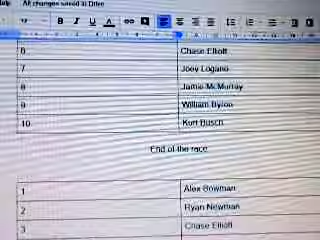 All changes saved in Drive
B I U A
6 Chase Elliott
7 Joey Logano
8 Jamie McMurray
9 William Byron
10 Kurt Busch
End of the race
1 Alex Bowman
2 Ryan Newman
3 Chase Elliott